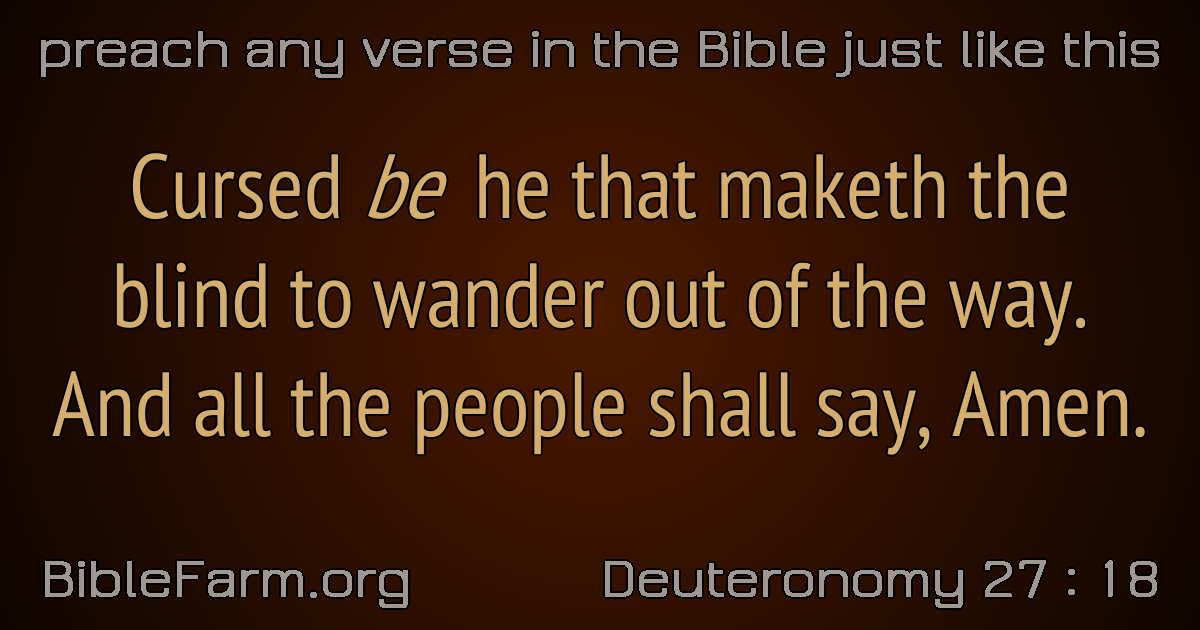 preach any verse in the Bible just like this
Cursed be he that maketh the
blind to wander out of the way.
And all the people shall say, Amen.
BibleFarm.org
Deuteronomy 27 : 18